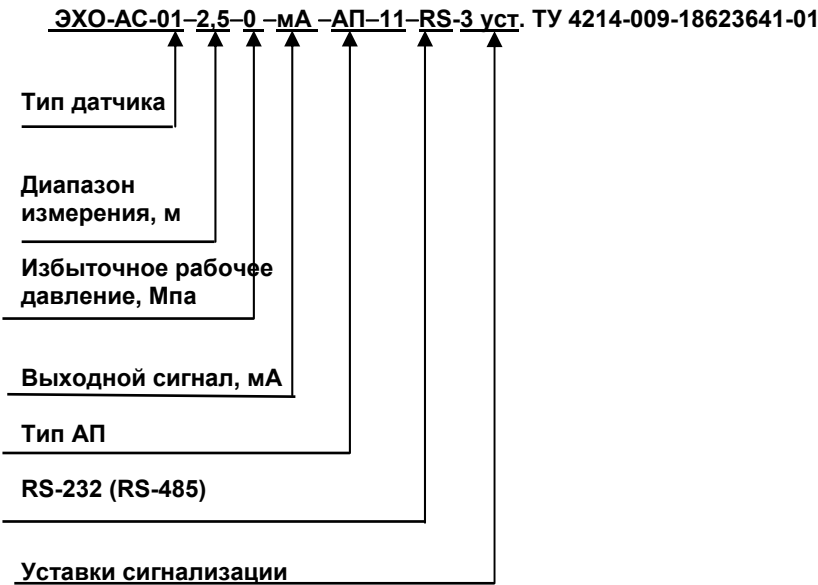 ЭХО-АС-01–2,5–0 –мА –АП–11–RS-3 уст. ТУ 4214-009-18623641-01
Тип датчика
Диапазон
измерения, м
Избыточное рабочее
давление, Мпа
Выходной сигнал, мА
Тип АП
RS-232 (RS-485)
Уставки сигнализации